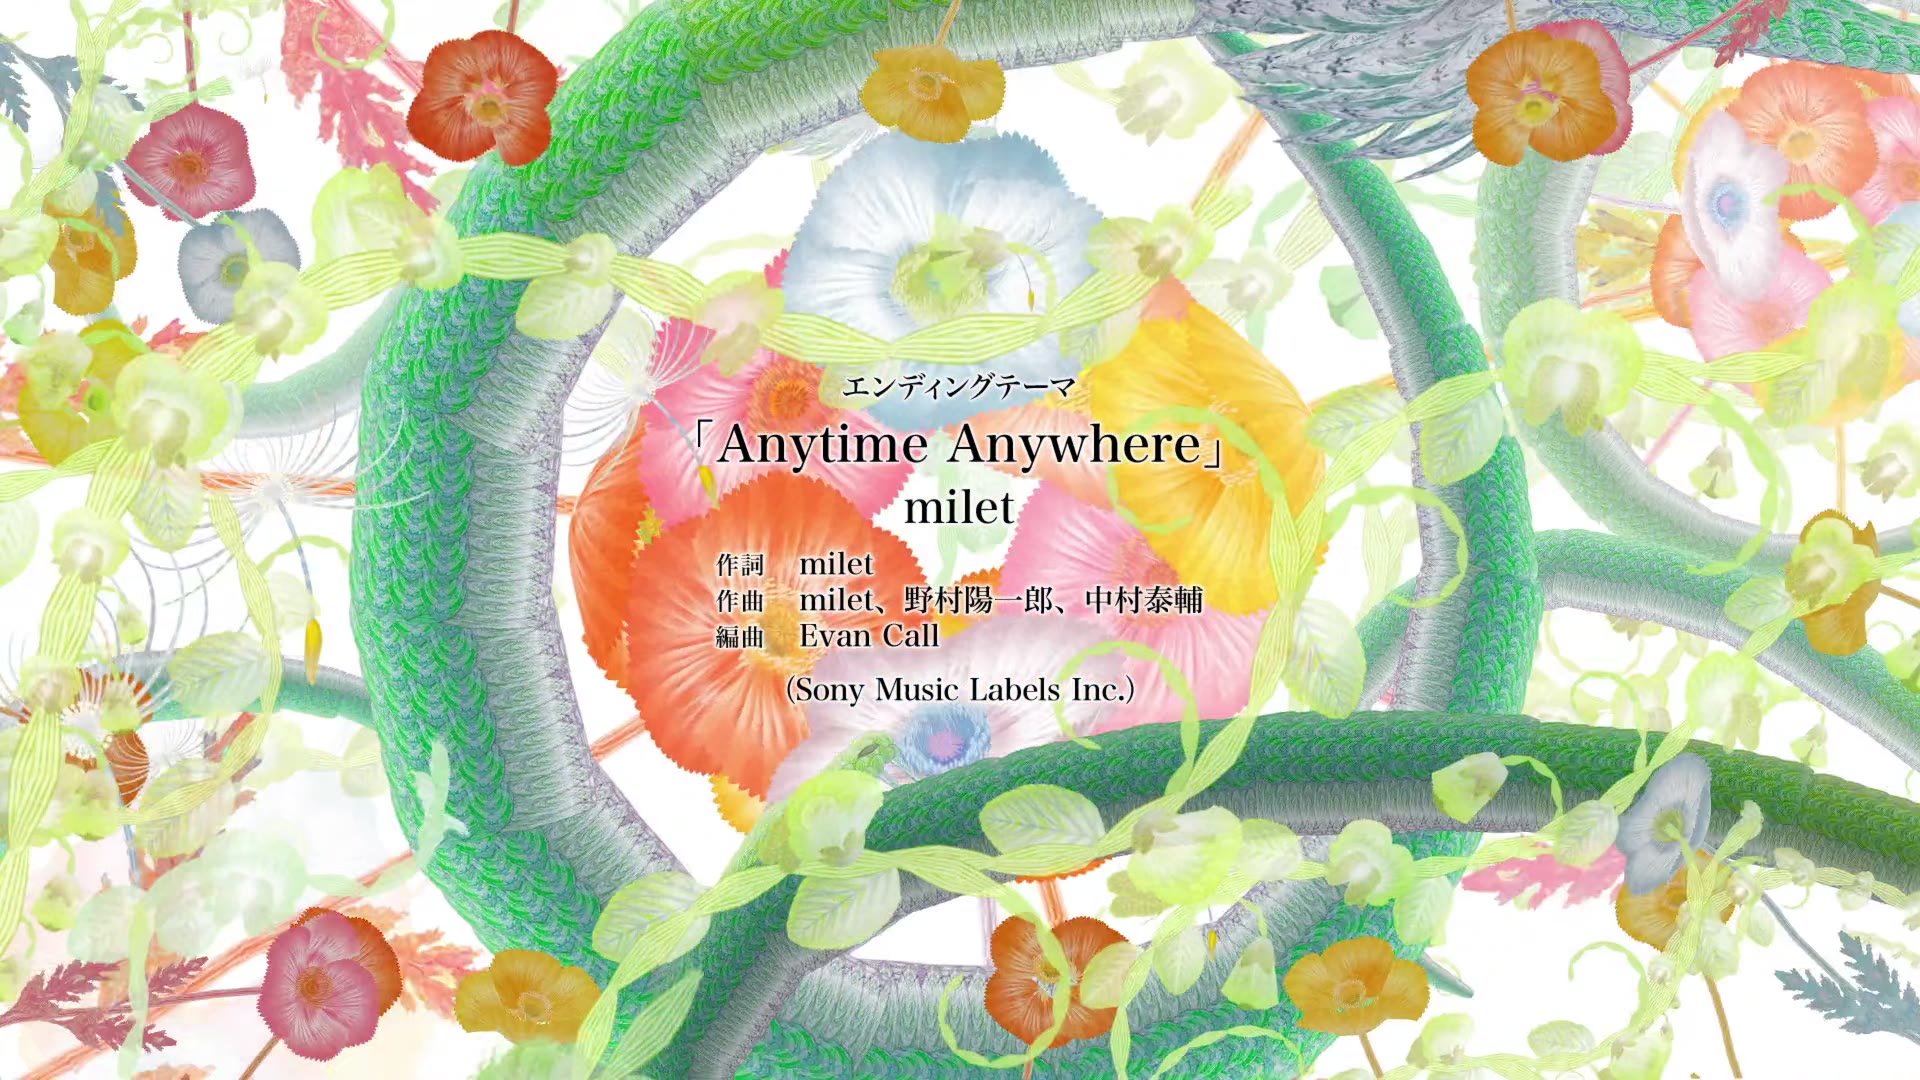 エンディングテーマ
「Anytime Anywhere」
milet
作詞 milet
作曲 milet、野村陽一郎、中村泰輔
編曲 Evan Call
(Sony Music Labels Inc.)